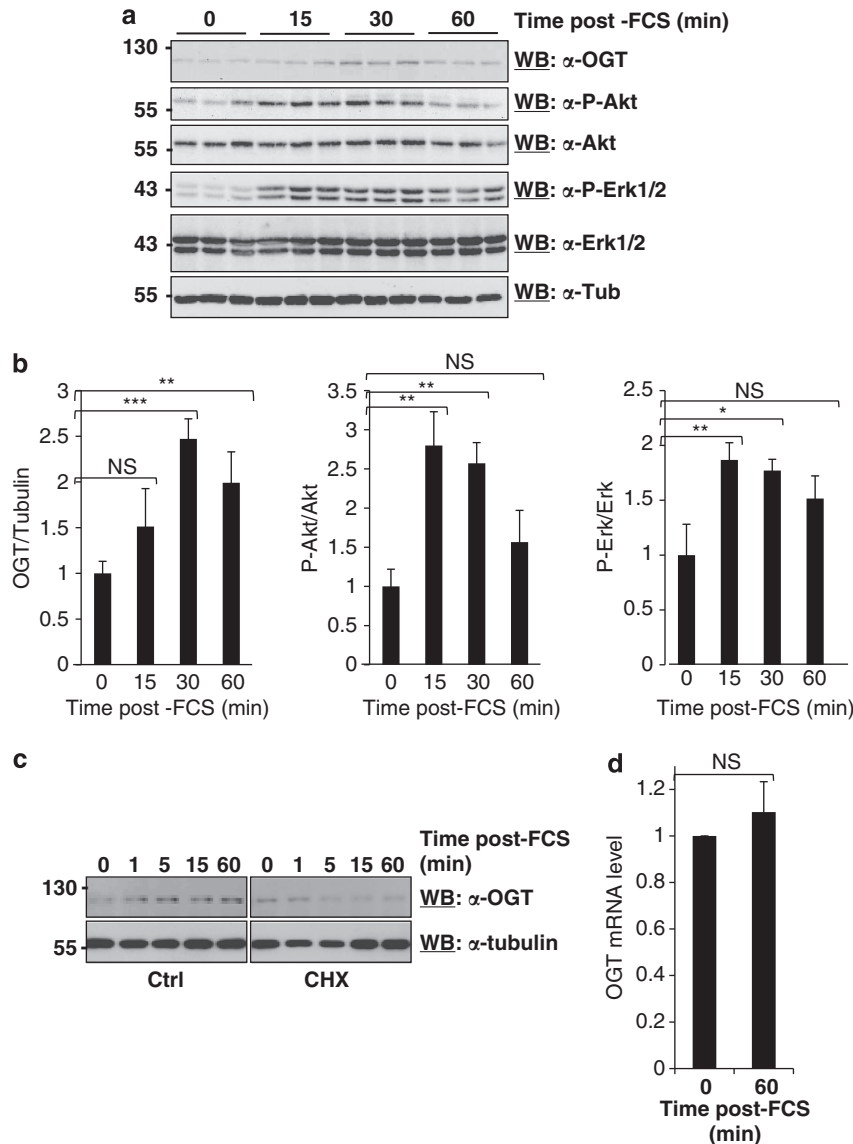 a
0 15 30 60 Time post -FCS (min)
130
WB: α-OGT
55
WB: α-P-Akt
55
WB: α-Akt
43
WB: α-P-Erk1/2
43
WB: α-Erk1/2
55
WB: α-Tub
b
OGT/Tubulin
3
2.5
2
1.5
1
0.5
0
**
***
NS
0 15 30 60
Time post -FCS (min)
P-Akt/Akt
3.5
3
2.5
2
1.5
1
0.5
0
NS
**
**
0 15 30 60
Time post-FCS (min)
P-Erk/Erk
2.5
2
1.5
1
0.5
0
NS
*
**
0 15 30 60
Time post-FCS (min)
c
0 1 5 15 60 0 1 5 15 60
Time post-FCS
(min)
130
WB: α-OGT
55
WB: α-tubulin
Ctrl CHX
d
OGT mRNA level
1.2
1
0.8
0.6
0.4
0.2
0
NS
0 60
Time post-FCS
(min)